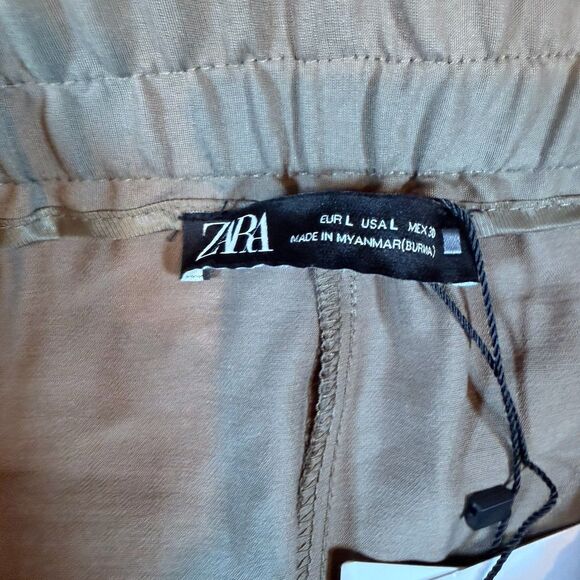 ZARA
EUR L USA L MEX 30
MADE IN MYANMAR(BURMA)